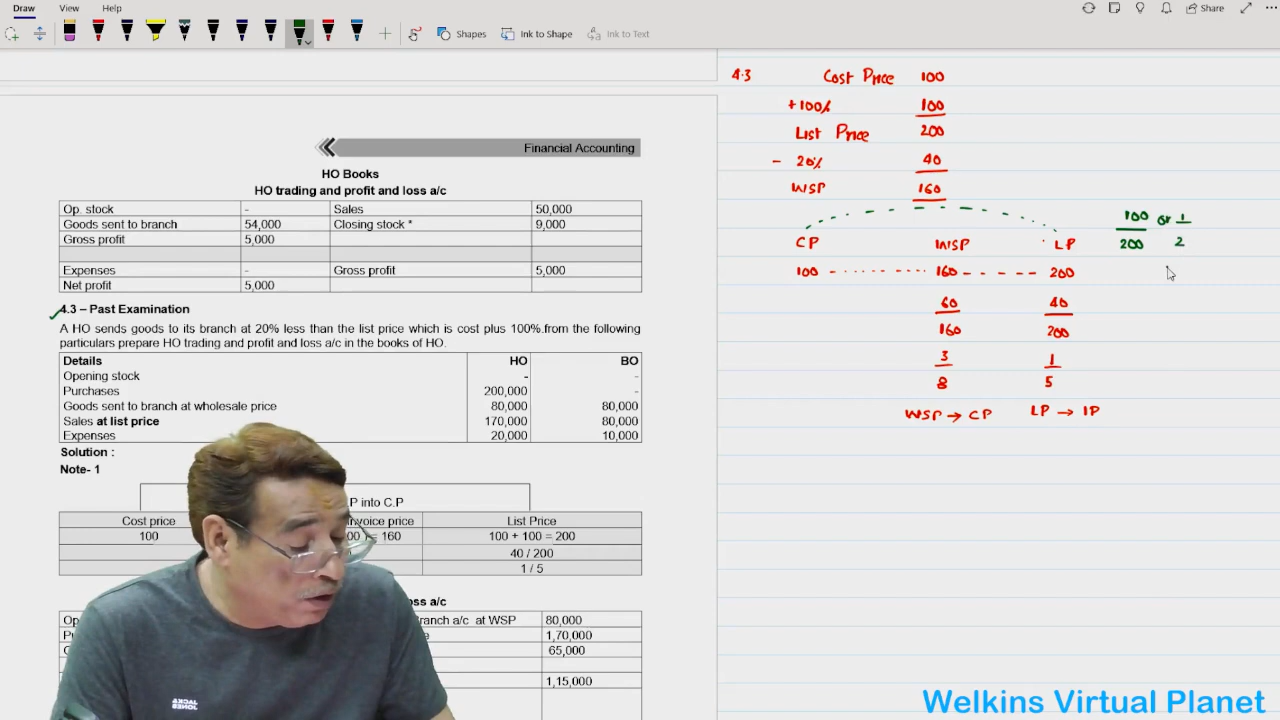 Draw View Help
Share
Shapes Ink to Shape Ink to Text
Financial Accounting
HO Books
HO trading and profit and loss a/c
Op. stock - Sales 50,000
Goods sent to branch 54,000 Closing stock * 9,000
Gross profit 5,000
Expenses - Gross profit 5,000
Net profit 5,000
4.3 – Past Examination
A HO sends goods to its branch at 20% less than the list price which is cost plus 100%.from the following
particulars prepare HO trading and profit and loss a/c in the books of HO.
Details HO BO
Opening stock - -
Purchases 200,000 -
Goods sent to branch at wholesale price 80,000 80,000
Sales at list price 170,000 80,000
Expenses 20,000 10,000
Solution :
Note- 1
P into C.P
Cost price nvoice price List Price
100 00 ) = 160 100 + 100 = 200
40 / 200
1 / 5
oss a/c
Op ranch a/c at WSP 80,000
1,70,000
65,000
1,15,000
JACK&
JONES
4.3 Cost Price 100
+100% 100
List Price 200
- 20% 40
WSP 160
CP WSP LP
100 160 200
60 40
160 200
3 1
8 5
WSP → CP LP → IP
100 or 1
200 2
Welkins Virtual Planet